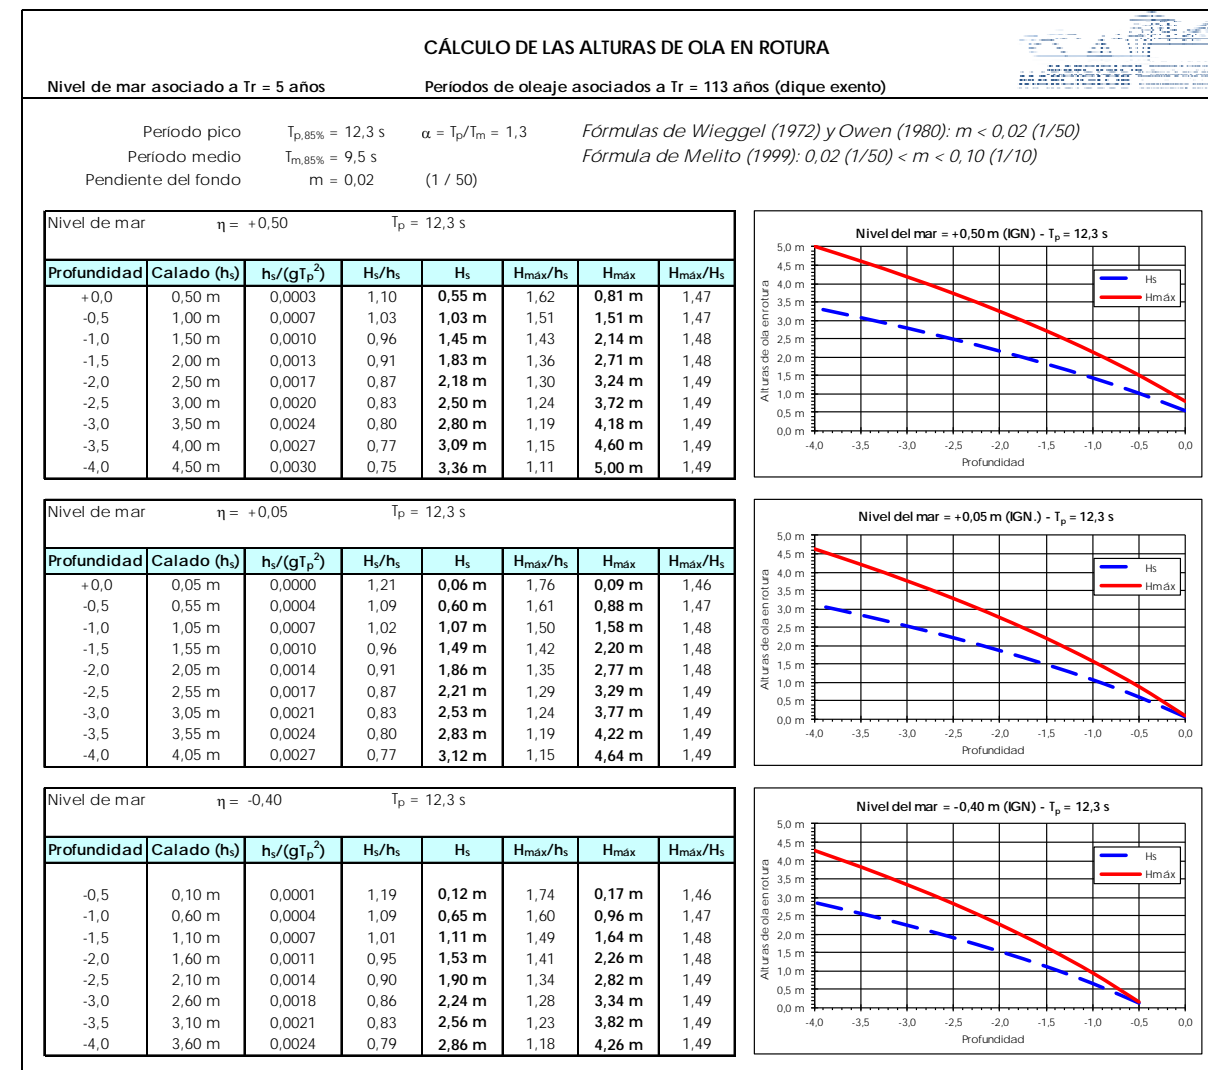 CÁLCULO DE LAS ALTURAS DE OLA EN ROTURA
Nivel de mar asociado a Tr = 5 años Períodos de oleaje asociados a Tr = 113 años (dique exento)
Período pico Tp,85% = 12,3 s α = Tp/Tm = 1,3 Fórmulas de Wieggel (1972) y Owen (1980): m < 0,02 (1/50)
Período medio Tm,85% = 9,5 s Fórmula de Melito (1999): 0,02 (1/50) < m < 0,10 (1/10)
Pendiente del fondo m = 0,02 (1 / 50)
Nivel de mar η = +0,50 Tp = 12,3 s
Profundidad Calado (hs) hs/(gTp²) Hs/hs Hs Hmáx/hs Hmáx Hmáx/Hs
+0,0 0,50 m 0,0003 1,10 0,55 m 1,62 0,81 m 1,47
-0,5 1,00 m 0,0007 1,03 1,03 m 1,51 1,51 m 1,47
-1,0 1,50 m 0,0010 0,96 1,45 m 1,43 2,14 m 1,48
-1,5 2,00 m 0,0013 0,91 1,83 m 1,36 2,71 m 1,48
-2,0 2,50 m 0,0017 0,87 2,18 m 1,30 3,24 m 1,49
-2,5 3,00 m 0,0020 0,83 2,50 m 1,24 3,72 m 1,49
-3,0 3,50 m 0,0024 0,80 2,80 m 1,19 4,18 m 1,49
-3,5 4,00 m 0,0027 0,77 3,09 m 1,15 4,60 m 1,49
-4,0 4,50 m 0,0030 0,75 3,36 m 1,11 5,00 m 1,49
Nivel del mar = +0,50 m (IGN) - Tp = 12,3 s
5,0 m
4,5 m
4,0 m
3,5 m
3,0 m
2,5 m
2,0 m
1,5 m
1,0 m
0,5 m
0,0 m
Alturas de ola en rotura
Hs
Hmáx
-4,0 -3,5 -3,0 -2,5 -2,0 -1,5 -1,0 -0,5 0,0
Profundidad
Nivel de mar η = +0,05 Tp = 12,3 s
Profundidad Calado (hs) hs/(gTp²) Hs/hs Hs Hmáx/hs Hmáx Hmáx/Hs
+0,0 0,05 m 0,0000 1,21 0,06 m 1,76 0,09 m 1,46
-0,5 0,55 m 0,0004 1,09 0,60 m 1,61 0,88 m 1,47
-1,0 1,05 m 0,0007 1,02 1,07 m 1,50 1,58 m 1,48
-1,5 1,55 m 0,0010 0,96 1,49 m 1,42 2,20 m 1,48
-2,0 2,05 m 0,0014 0,91 1,86 m 1,35 2,77 m 1,48
-2,5 2,55 m 0,0017 0,87 2,21 m 1,29 3,29 m 1,49
-3,0 3,05 m 0,0021 0,83 2,53 m 1,24 3,77 m 1,49
-3,5 3,55 m 0,0024 0,80 2,83 m 1,19 4,22 m 1,49
-4,0 4,05 m 0,0027 0,77 3,12 m 1,15 4,64 m 1,49
Nivel del mar = +0,05 m (IGN.) - Tp = 12,3 s
5,0 m
4,5 m
4,0 m
3,5 m
3,0 m
2,5 m
2,0 m
1,5 m
1,0 m
0,5 m
0,0 m
Alturas de ola en rotura
Hs
Hmáx
-4,0 -3,5 -3,0 -2,5 -2,0 -1,5 -1,0 -0,5 0,0
Profundidad
Nivel de mar η = -0,40 Tp = 12,3 s
Profundidad Calado (hs) hs/(gTp²) Hs/hs Hs Hmáx/hs Hmáx Hmáx/Hs
-0,5 0,10 m 0,0001 1,19 0,12 m 1,74 0,17 m 1,46
-1,0 0,60 m 0,0004 1,09 0,65 m 1,60 0,96 m 1,47
-1,5 1,10 m 0,0007 1,01 1,11 m 1,49 1,64 m 1,48
-2,0 1,60 m 0,0011 0,95 1,53 m 1,41 2,26 m 1,48
-2,5 2,10 m 0,0014 0,90 1,90 m 1,34 2,82 m 1,49
-3,0 2,60 m 0,0018 0,86 2,24 m 1,28 3,34 m 1,49
-3,5 3,10 m 0,0021 0,83 2,56 m 1,23 3,82 m 1,49
-4,0 3,60 m 0,0024 0,79 2,86 m 1,18 4,26 m 1,49
Nivel del mar = -0,40 m (IGN) - Tp = 12,3 s
5,0 m
4,5 m
4,0 m
3,5 m
3,0 m
2,5 m
2,0 m
1,5 m
1,0 m
0,5 m
0,0 m
Alturas de ola en rotura
Hs
Hmáx
-4,0 -3,5 -3,0 -2,5 -2,0 -1,5 -1,0 -0,5 0,0
Profundidad